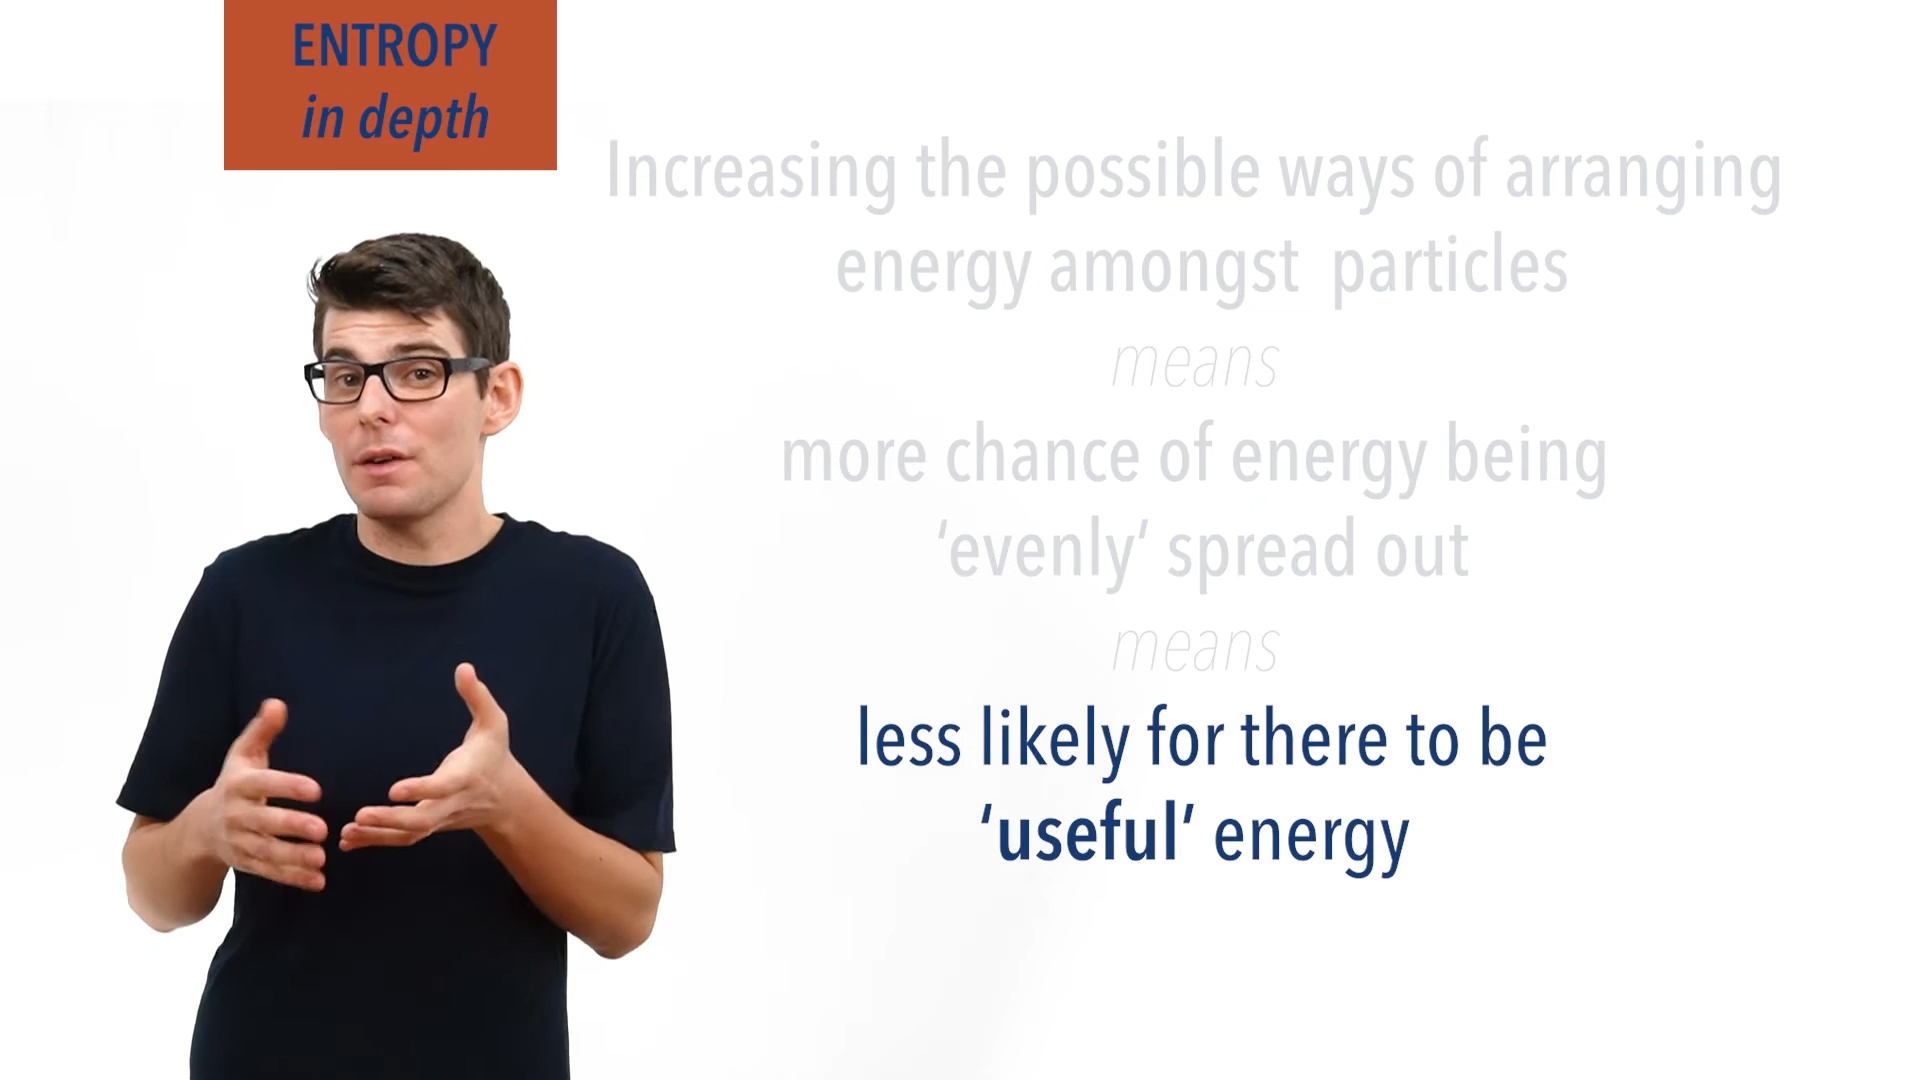 ENTROPY
in depth
Increasing the possible ways of arranging
energy amongst particles
means
more chance of energy being
‘evenly’ spread out
means
less likely for there to be
‘useful’ energy